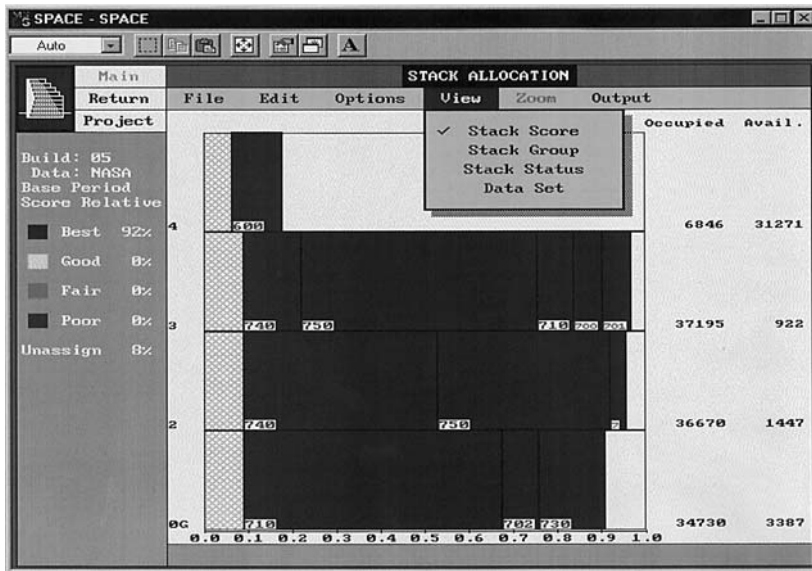 SPACE - SPACE
Auto
A
Main
STACK ALLOCATION
Return
File Edit Options View Zoom Output
Project
✓ Stack Score
Stack Group
Stack Status
Data Set
Occupied Avail.
Build: 05
Data: NASA
Base Period
Score Relative
Best 92%
Good 0%
Fair 0%
Poor 0%
Unassign 8%
4 600 6846 31271
3 740 750 710 700 701 37195 922
2 740 750 7 36670 1447
0G 710 702 730 34730 3387
0.0 0.1 0.2 0.3 0.4 0.5 0.6 0.7 0.8 0.9 1.0